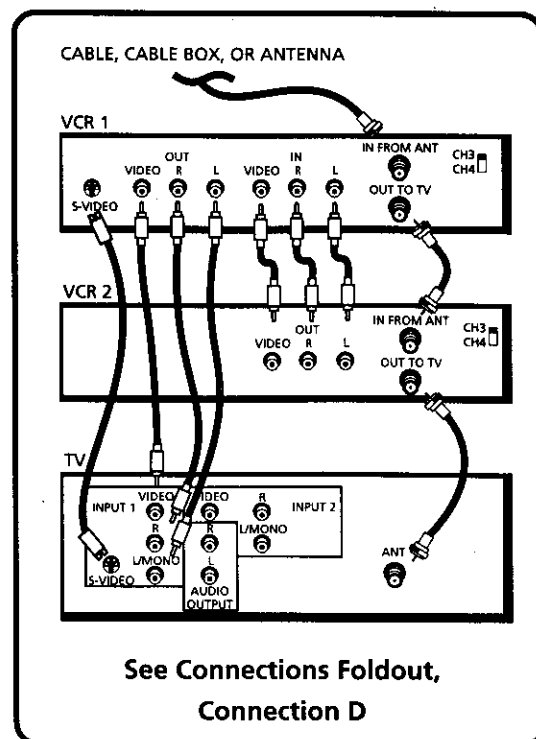 CABLE, CABLE BOX, OR ANTENNA
VCR 1
OUT
IN
IN FROM ANT
VIDEO R L VIDEO R L
CH3
CH4
S-VIDEO
OUT TO TV
VCR 2
IN FROM ANT
OUT
CH3
CH4
VIDEO R L
OUT TO TV
TV
INPUT 1 VIDEO VIDEO R INPUT 2
R R L/MONO
ANT
L/MONO L
S-VIDEO
AUDIO
OUTPUT
See Connections Foldout,
Connection D